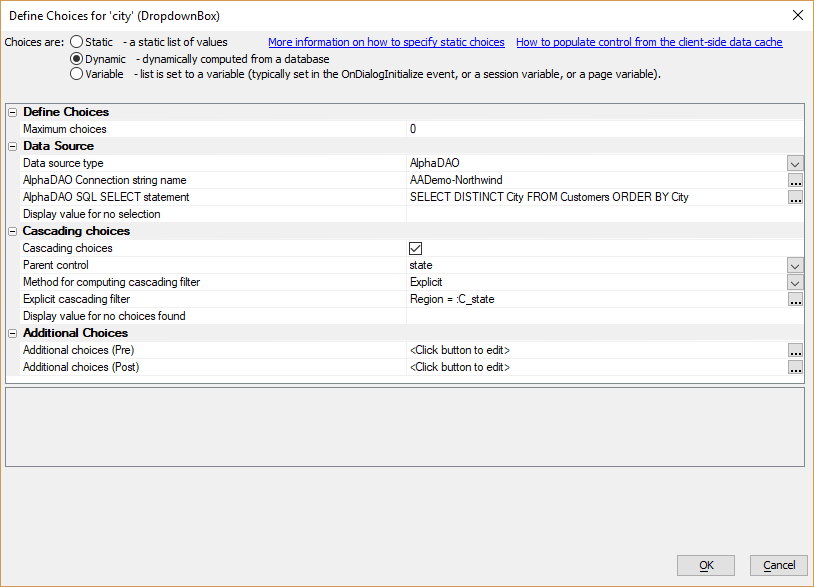 Define Choices for 'city' (DropdownBox)
Choices are: Static - a static list of values More information on how to specify static choices How to populate control from the client-side data cache
Dynamic - dynamically computed from a database
Variable - list is set to a variable (typically set in the OnDialogInitialize event, or a session variable, or a page variable).
Define Choices
Maximum choices 0
Data Source
Data source type AlphaDAO
AlphaDAO Connection string name AADemo-Northwind
AlphaDAO SQL SELECT statement SELECT DISTINCT City FROM Customers ORDER BY City
Display value for no selection
Cascading choices
Cascading choices
Parent control state
Method for computing cascading filter Explicit
Explicit cascading filter Region = :C_state
Display value for no choices found
Additional Choices
Additional choices (Pre) <Click button to edit>
Additional choices (Post) <Click button to edit>
OK Cancel